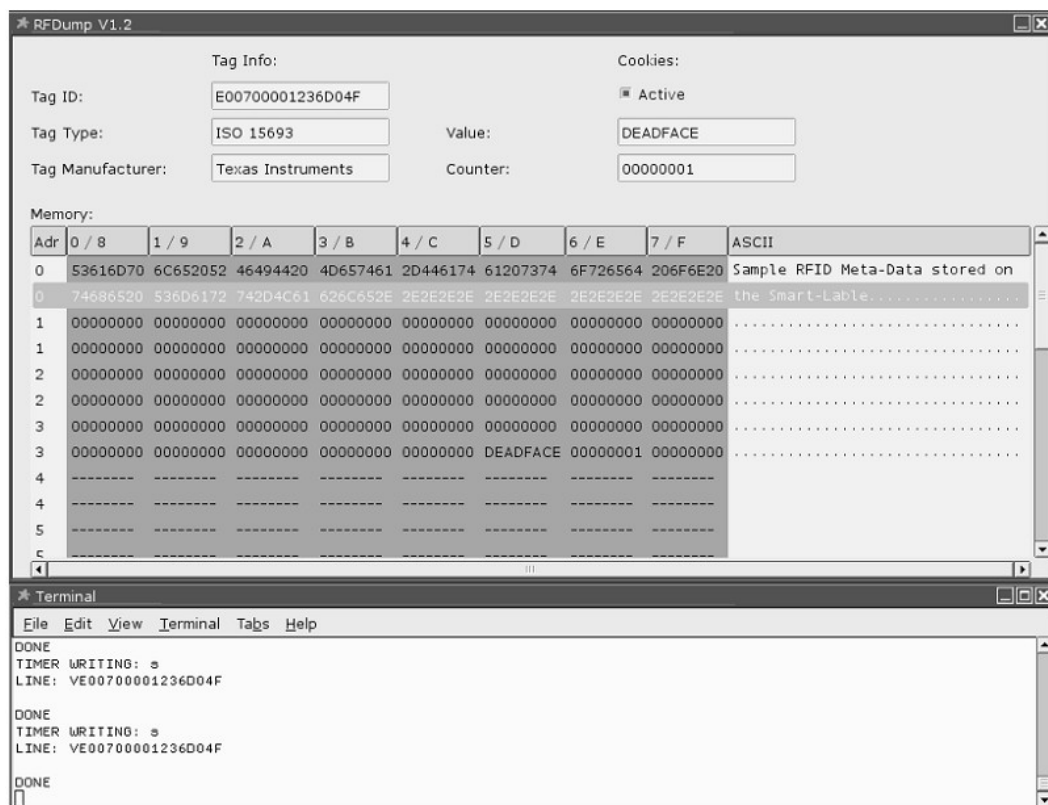 RFDump V1.2
Tag Info: Cookies:
Tag ID: E00700001236D04F Active
Tag Type: ISO 15693 Value: DEADFACE
Tag Manufacturer: Texas Instruments Counter: 00000001
Memory:
Adr 0 / 8 1 / 9 2 / A 3 / B 4 / C 5 / D 6 / E 7 / F ASCII
0 53616D70 6C652052 46494420 4D657461 2D446174 61207374 6F726564 206F6E20 Sample RFID Meta-Data stored on
0 74686520 536D6172 742D4C61 626C652E 2E2E2E2E 2E2E2E2E 2E2E2E2E 2E2E2E2E the Smart-Lable.................
1 00000000 00000000 00000000 00000000 00000000 00000000 00000000 00000000 ................................
1 00000000 00000000 00000000 00000000 00000000 00000000 00000000 00000000 ................................
2 00000000 00000000 00000000 00000000 00000000 00000000 00000000 00000000 ................................
2 00000000 00000000 00000000 00000000 00000000 00000000 00000000 00000000 ................................
3 00000000 00000000 00000000 00000000 00000000 00000000 00000000 00000000 ................................
3 00000000 00000000 00000000 00000000 00000000 DEADFACE 00000001 00000000 ................................
4 -------- -------- -------- -------- -------- -------- -------- --------
4 -------- -------- -------- -------- -------- -------- -------- --------
5 -------- -------- -------- -------- -------- -------- -------- --------
5 -------- -------- -------- -------- -------- -------- -------- --------
Terminal
File Edit View Terminal Tabs Help
DONE
TIMER WRITING: s
LINE: VE00700001236D04F
DONE
TIMER WRITING: s
LINE: VE00700001236D04F
DONE